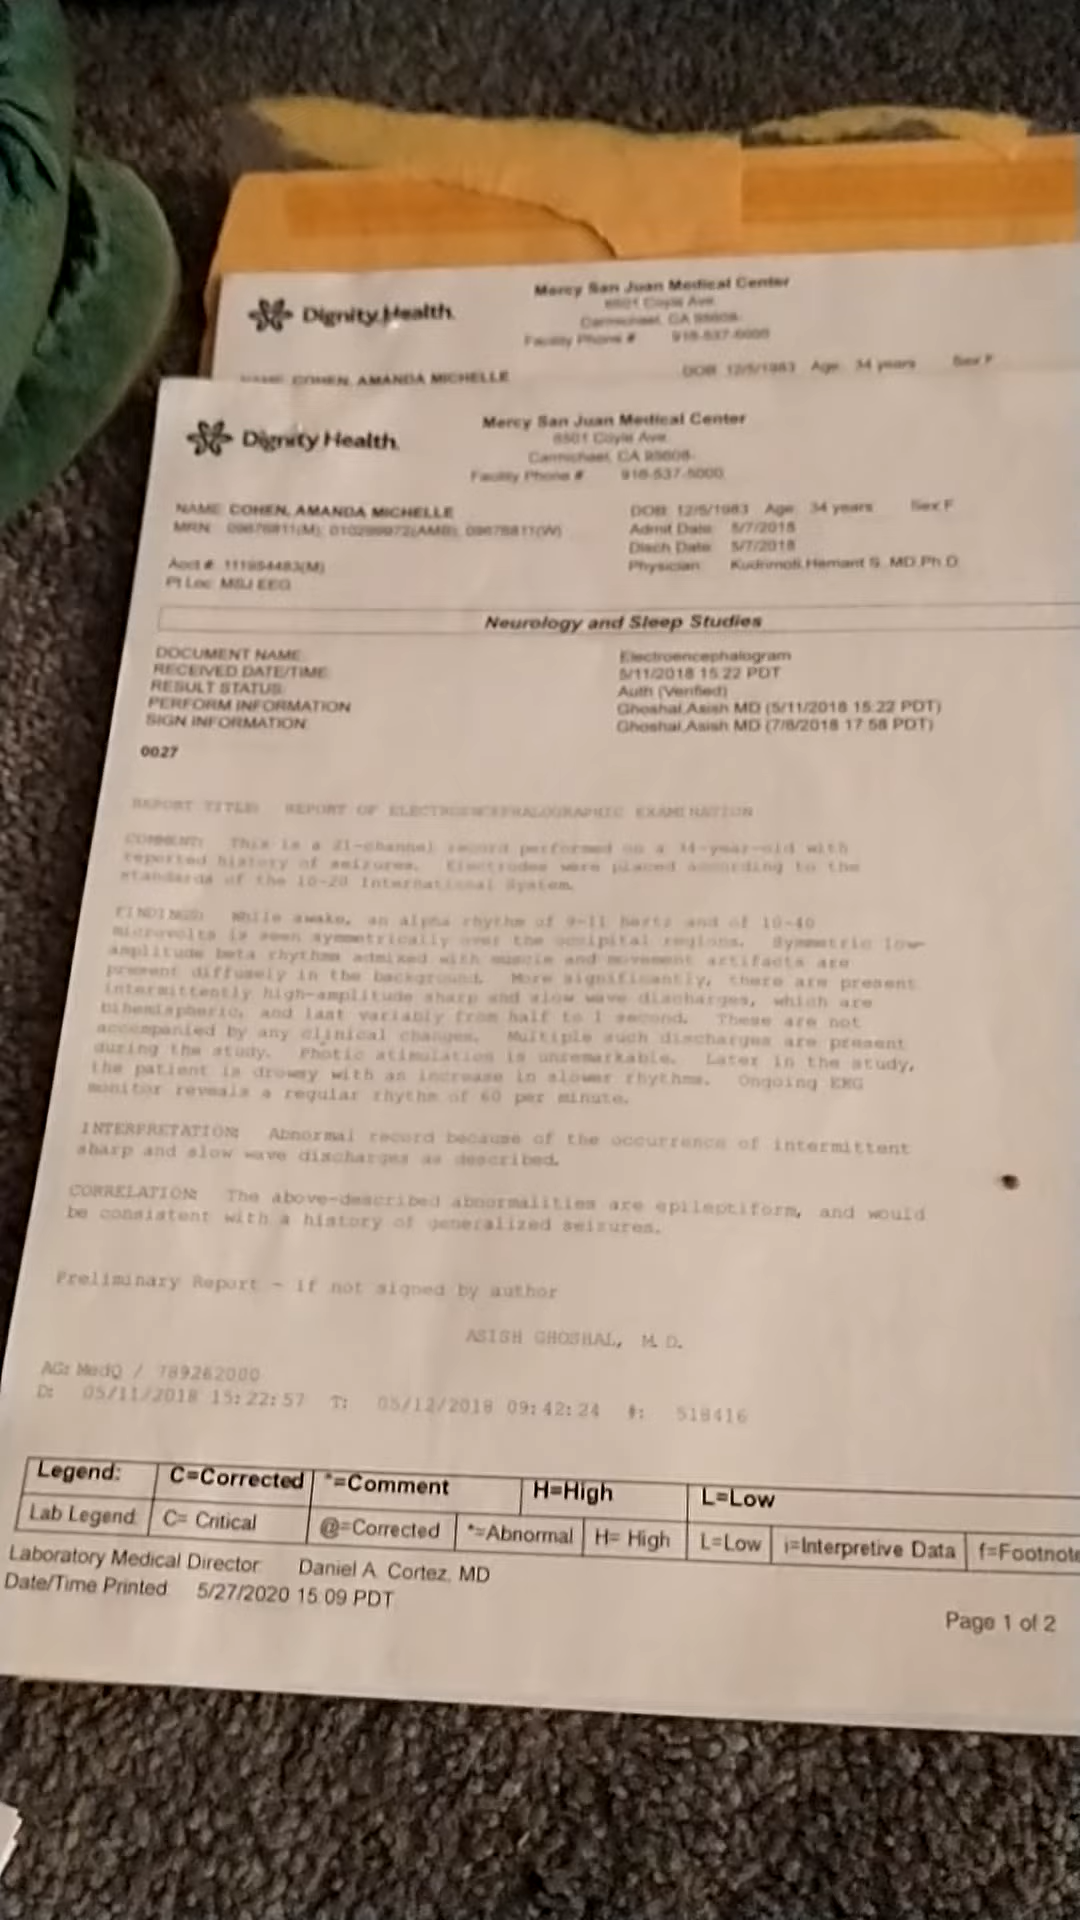 Dignity Health
Mercy San Juan Medical Center
6501 Coyle Ave.
Carmichael, CA 95608-
Facility Phone # 916-537-5000
NAME: COHEN, AMANDA MICHELLE
DOB: 12/5/1983 Age: 34 years Sex: F
Dignity Health
Mercy San Juan Medical Center
6501 Coyle Ave.
Carmichael, CA 95608-
Facility Phone # 916-537-5000
NAME: COHEN, AMANDA MICHELLE
DOB: 12/5/1983 Age: 34 years Sex: F
MRN:
Admit Date: 5/7/2018
Disch Date: 5/7/2018
Acct #: 111954483(M)
Physician: Kudrimoti,Hemant S. MD,Ph.D
Pt Loc: MSJ EEG
Neurology and Sleep Studies
DOCUMENT NAME: Electroencephalogram
RECEIVED DATE/TIME: 5/11/2018 15:22 PDT
RESULT STATUS: Auth (Verified)
PERFORM INFORMATION: Ghoshal,Asish MD (5/11/2018 15:22 PDT)
SIGN INFORMATION: Ghoshal,Asish MD 17:58 PDT)
0027
REPORT TITLE: REPORT OF ELECTROENCEPHALOGRAPHIC EXAMINATION
COMMENT: This is a 21-channel record performed on a 34-year-old with
reported history of seizures. Electrodes were placed according to the
standards of the 10-20 International System.
FINDINGS: While awake, an alpha rhythm of 9-11 hertz and of 10-40
microvolts is seen symmetrically over the occipital regions. Symmetric low-
amplitude beta rhythms admixed with muscle and movement artifacts are
present diffusely in the background. More significantly, there are present
intermittently high-amplitude sharp and slow wave discharges, which are
bihemispheric, and last variably from half to 1 second. These are not
accompanied by any clinical changes. Multiple such discharges are present
during the study. Photic stimulation is unremarkable. Later in the study,
the patient is drowsy with an increase in slower rhythms. Ongoing EKG
monitor reveals a regular rhythm of 60 per minute.
INTERPRETATION: Abnormal record because of the occurrence of intermittent
sharp and slow wave discharges as described.
CORRELATION: The above-described abnormalities are epileptiform, and would
be consistent with a history of generalized seizures.
Preliminary Report - if not signed by author
ASISH GHOSHAL, M.D.
AG: MedQ / 789262000
D: 05/11/2018 15:22:57 T: 05/12/2018 09:42:24 #: 518416
Legend: C=Corrected *=Comment H=High L=Low
Lab Legend: C= Critical @=Corrected *=Abnormal H= High L=Low i=Interpretive Data f=Footnote
Laboratory Medical Director: Daniel A. Cortez, MD
Date/Time Printed: 5/27/2020 15:09 PDT
Page 1 of 2